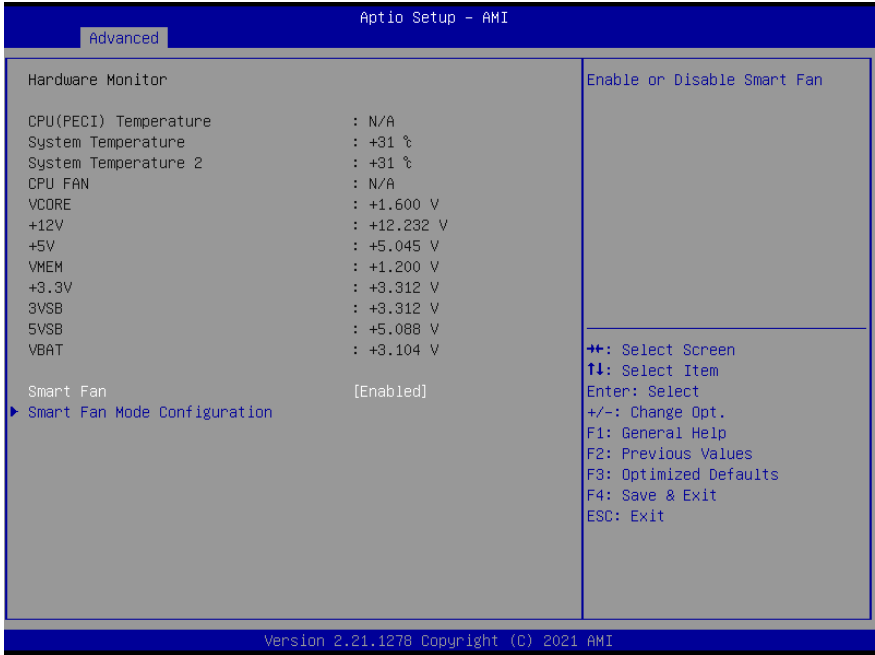 Aptio Setup - AMI
Advanced
Hardware Monitor
CPU(PECI) Temperature : N/A
System Temperature : +31 ℃
System Temperature 2 : +31 ℃
CPU FAN : N/A
VCORE : +1.600 V
+12V : +12.232 V
+5V : +5.045 V
VMEM : +1.200 V
+3.3V : +3.312 V
3VSB : +3.312 V
5VSB : +5.088 V
VBAT : +3.104 V
Smart Fan [Enabled]
Smart Fan Mode Configuration
Enable or Disable Smart Fan
→←: Select Screen
↑↓: Select Item
Enter: Select
+/-: Change Opt.
F1: General Help
F2: Previous Values
F3: Optimized Defaults
F4: Save & Exit
ESC: Exit
Version 2.21.1278 Copyright (C) 2021 AMI